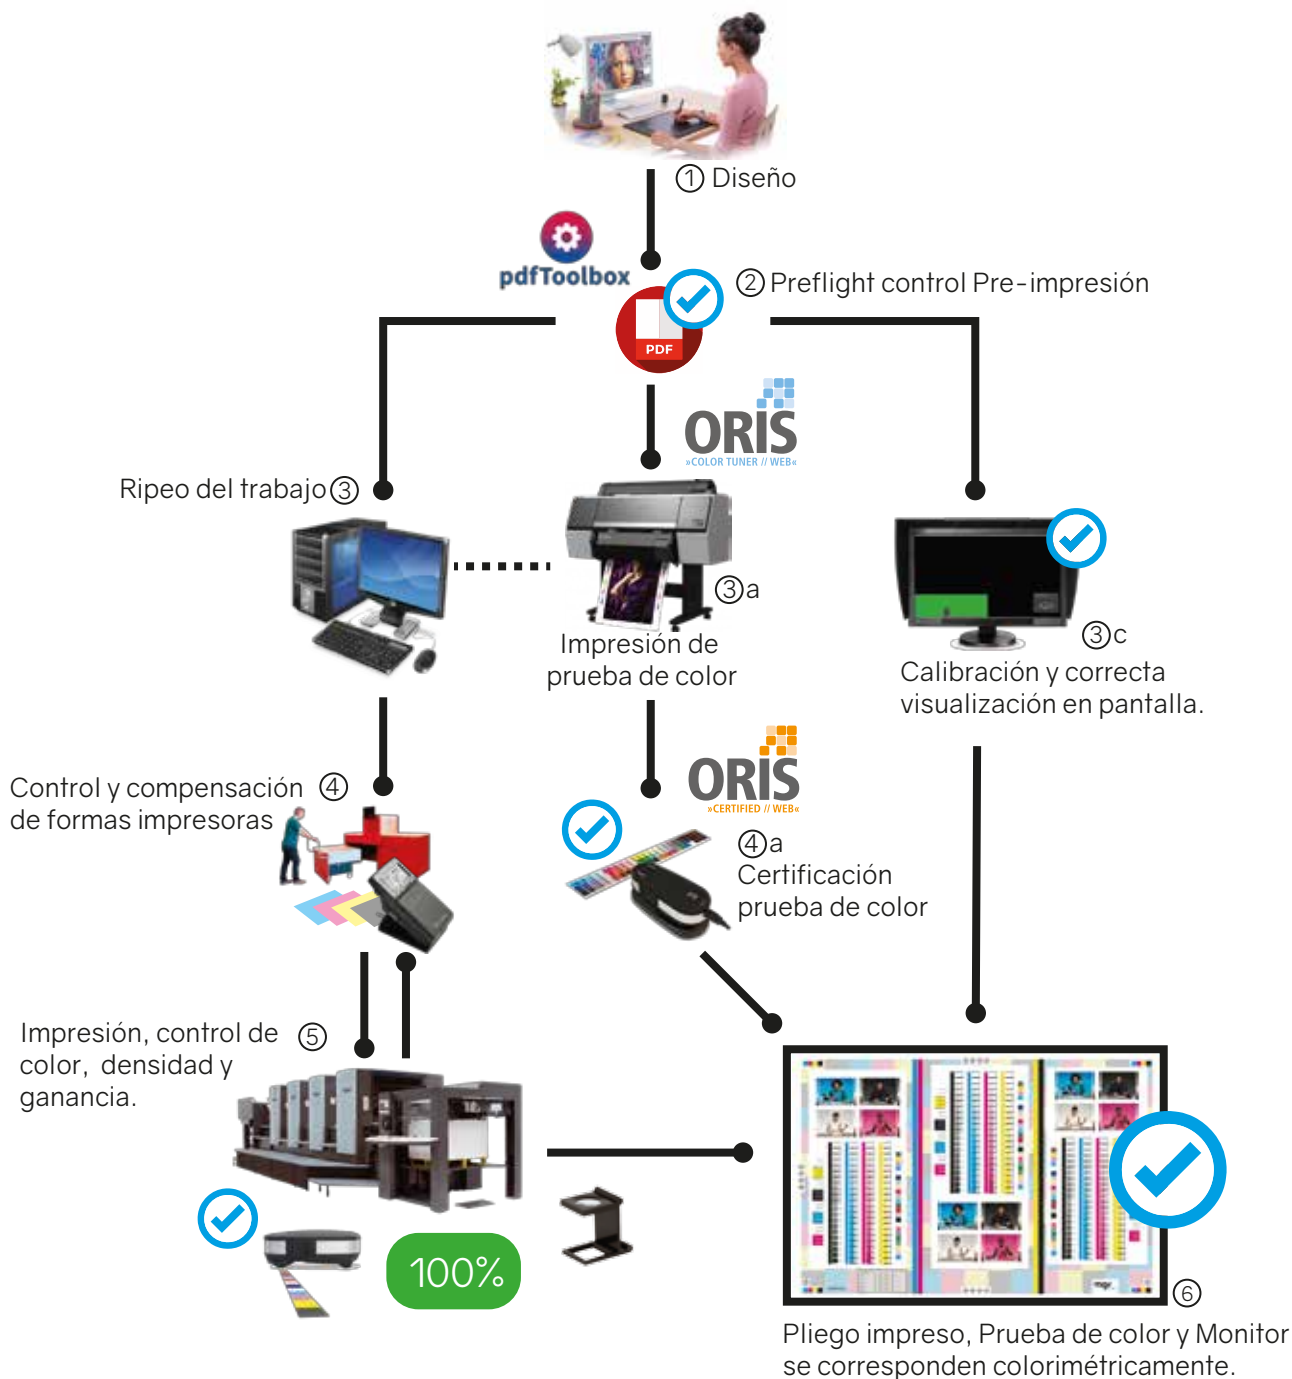 ① Diseño
pdfToolbox
② Preflight control Pre-impresión
PDF
ORIS
»COLOR TUNER // WEB«
Ripeo del trabajo ③
③a
Impresión de
prueba de color
③c
Calibración y correcta
visualización en pantalla.
ORIS
»CERTIFIED // WEB«
Control y compensación ④
de formas impresoras
④a
Certificación
prueba de color
Impresión, control de ⑤
color, densidad y
ganancia.
100%
mgr
⑥
Pliego impreso, Prueba de color y Monitor
se corresponden colorimétricamente.